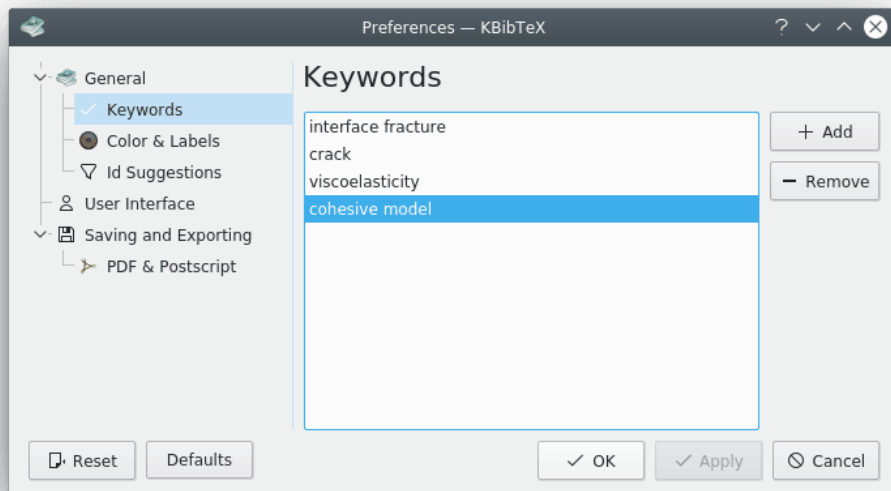 Preferences — KBibTeX
General
Keywords
Color & Labels
Id Suggestions
User Interface
Saving and Exporting
PDF & Postscript
Keywords
interface fracture
crack
viscoelasticity
cohesive model
+ Add
− Remove
Reset
Defaults
OK
Apply
Cancel